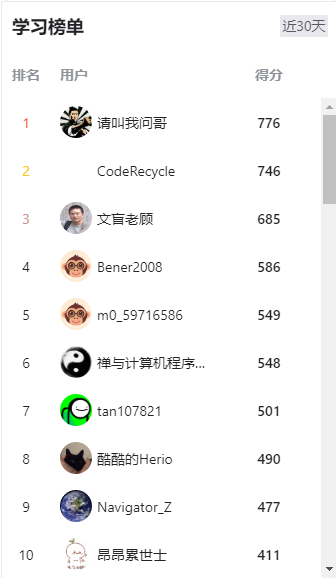 学习榜单 近30天
排名 用户 得分
1 请叫我问哥 776
2 CodeRecycle 746
3 文盲老顾 685
4 Bener2008 586
5 m0_59716586 549
6 禅与计算机程序... 548
7 tan107821 501
8 酷酷的Herio 490
9 Navigator_Z 477
10 昂昂累世士 411